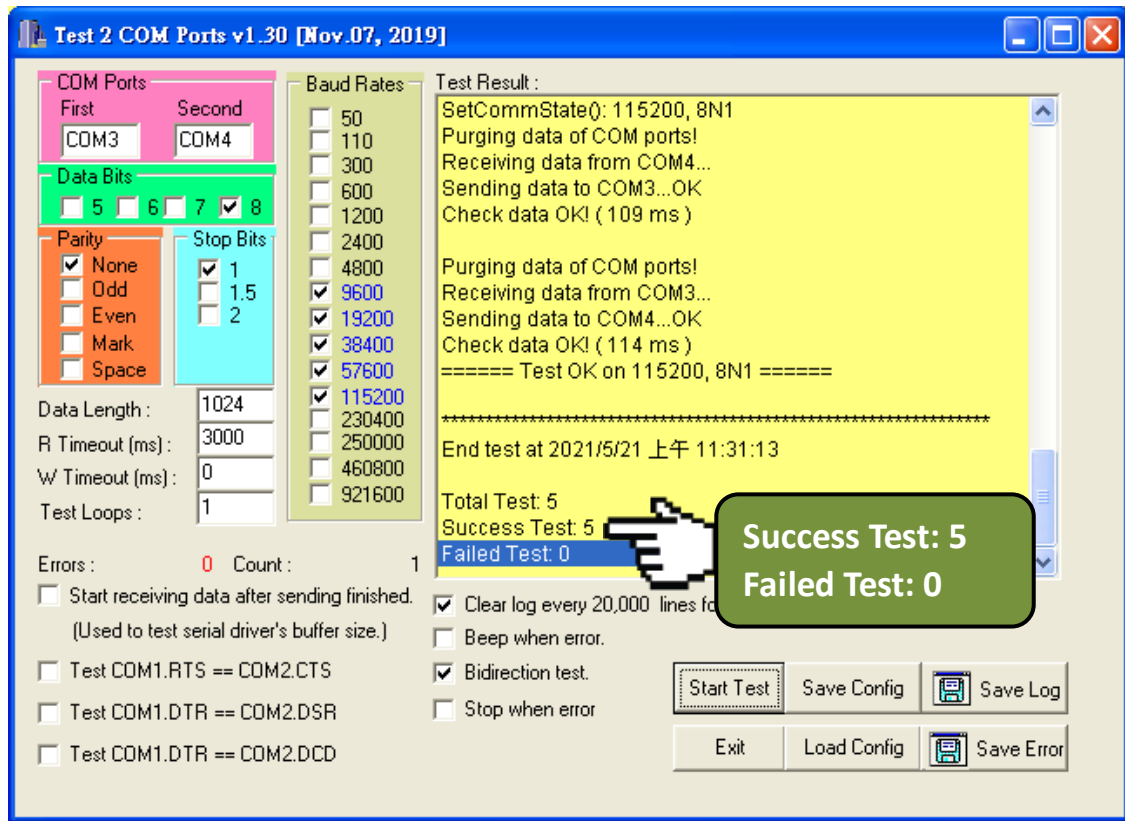 Test 2 COM Ports v1.30 [Nov.07, 2019]
COM Ports
First Second
COM3 COM4
Data Bits
5 6 7 8
Parity
None
Odd
Even
Mark
Space
Stop Bits
1
1.5
2
Data Length : 1024
R Timeout (ms) : 3000
W Timeout (ms) : 0
Test Loops : 1
Baud Rates
50
110
300
600
1200
2400
4800
9600
19200
38400
57600
115200
230400
250000
460800
921600
Errors : 0 Count : 1
Start receiving data after sending finished.
(Used to test serial driver's buffer size.)
Test COM1.RTS == COM2.CTS
Test COM1.DTR == COM2.DSR
Test COM1.DTR == COM2.DCD
Test Result :
SetCommState(): 115200, 8N1
Purging data of COM ports!
Receiving data from COM4...
Sending data to COM3...OK
Check data OK! ( 109 ms )
Purging data of COM ports!
Receiving data from COM3...
Sending data to COM4...OK
Check data OK! ( 114 ms )
====== Test OK on 115200, 8N1 ======
******************************************************************************
End test at 2021/5/21 上午 11:31:13
Total Test: 5
Success Test: 5
Failed Test: 0
Success Test: 5
Failed Test: 0
Clear log every 20,000 lines
Beep when error.
Bidirection test.
Stop when error
Start Test Save Config Save Log
Exit Load Config Save Error